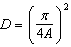 D = (π / 4A)²